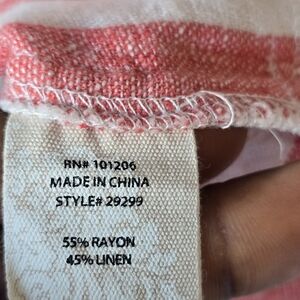 RN# 101206
MADE IN CHINA
STYLE# 29299
55% RAYON
45% LINEN